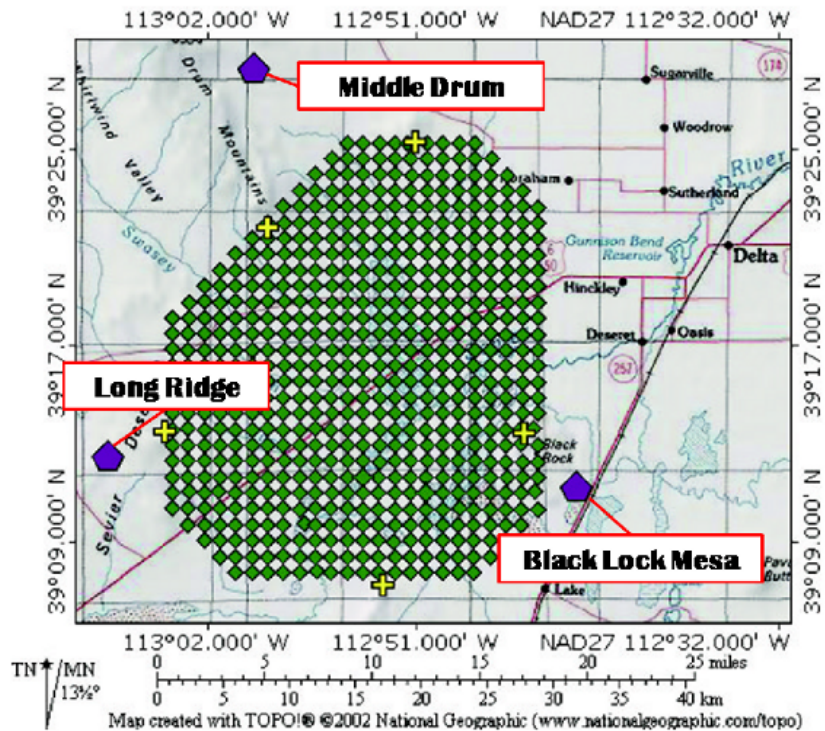 113°02.000' W 112°51.000' W NAD27 112°32.000' W
Whirlwind
Valley
Drum
Mountains
Swasey
Middle Drum
Sugarville
174
Woodrow
Sutherland
River
Gunnison Bend
Reservoir
6
50
Delta
Hinckley
Deseret
Oasis
257
39°25.000' N
39°17.000' N
39°09.000' N
39°25.000' N
39°17.000' N
39°09.000' N
Long Ridge
Sevier
Black
Rock
Black Lock Mesa
Lake
113°02.000' W 112°51.000' W NAD27 112°32.000' W
TN MN
13½°
0 5 10 15 20 25 miles
0 5 10 15 20 25 30 35 40 km
Map created with TOPO!® ©2002 National Geographic (www.nationalgeographic.com/topo)